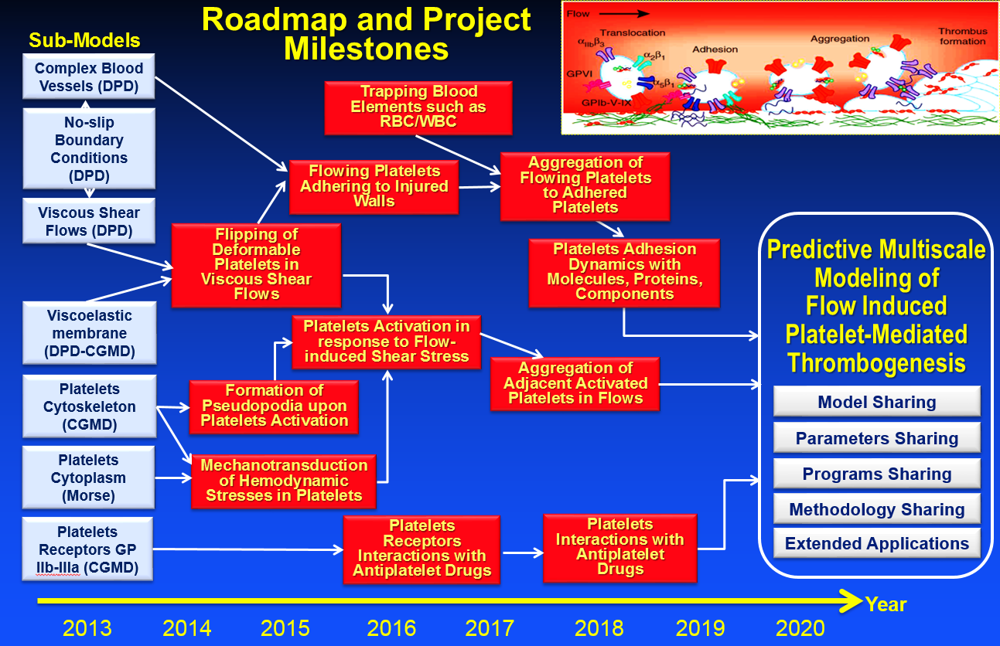 Roadmap and Project
Milestones
Sub-Models
Complex Blood
Vessels (DPD)
No-slip
Boundary
Conditions
(DPD)
Viscous Shear
Flows (DPD)
Viscoelastic
membrane
(DPD-CGMD)
Platelets
Cytoskeleton
(CGMD)
Platelets
Cytoplasm
(Morse)
Platelets
Receptors GP
IIb-IIIa (CGMD)
Flipping of
Deformable
Platelets in
Viscous Shear
Flows
Formation of
Pseudopodia upon
Platelets Activation
Mechanotransduction
of Hemodynamic
Stresses in Platelets
Trapping Blood
Elements such as
RBC/WBC
Flowing Platelets
Adhering to Injured
Walls
Platelets Activation in
response to Flow-
induced Shear Stress
Platelets
Receptors
Interactions with
Antiplatelet Drugs
Aggregation of
Flowing Platelets
to Adhered
Platelets
Platelets Adhesion
Dynamics with
Molecules, Proteins,
Components
Aggregation of
Adjacent Activated
Platelets in Flows
Platelets
Interactions with
Antiplatelet
Drugs
Flow
Translocation
αIIbβ3
α2β1
GPVI
α5β1
GPIb-V-IX
Adhesion
Aggregation
Thrombus
formation
Predictive Multiscale
Modeling of
Flow Induced
Platelet-Mediated
Thrombogenesis
Model Sharing
Parameters Sharing
Programs Sharing
Methodology Sharing
Extended Applications
Year
2013 2014 2015 2016 2017 2018 2019 2020